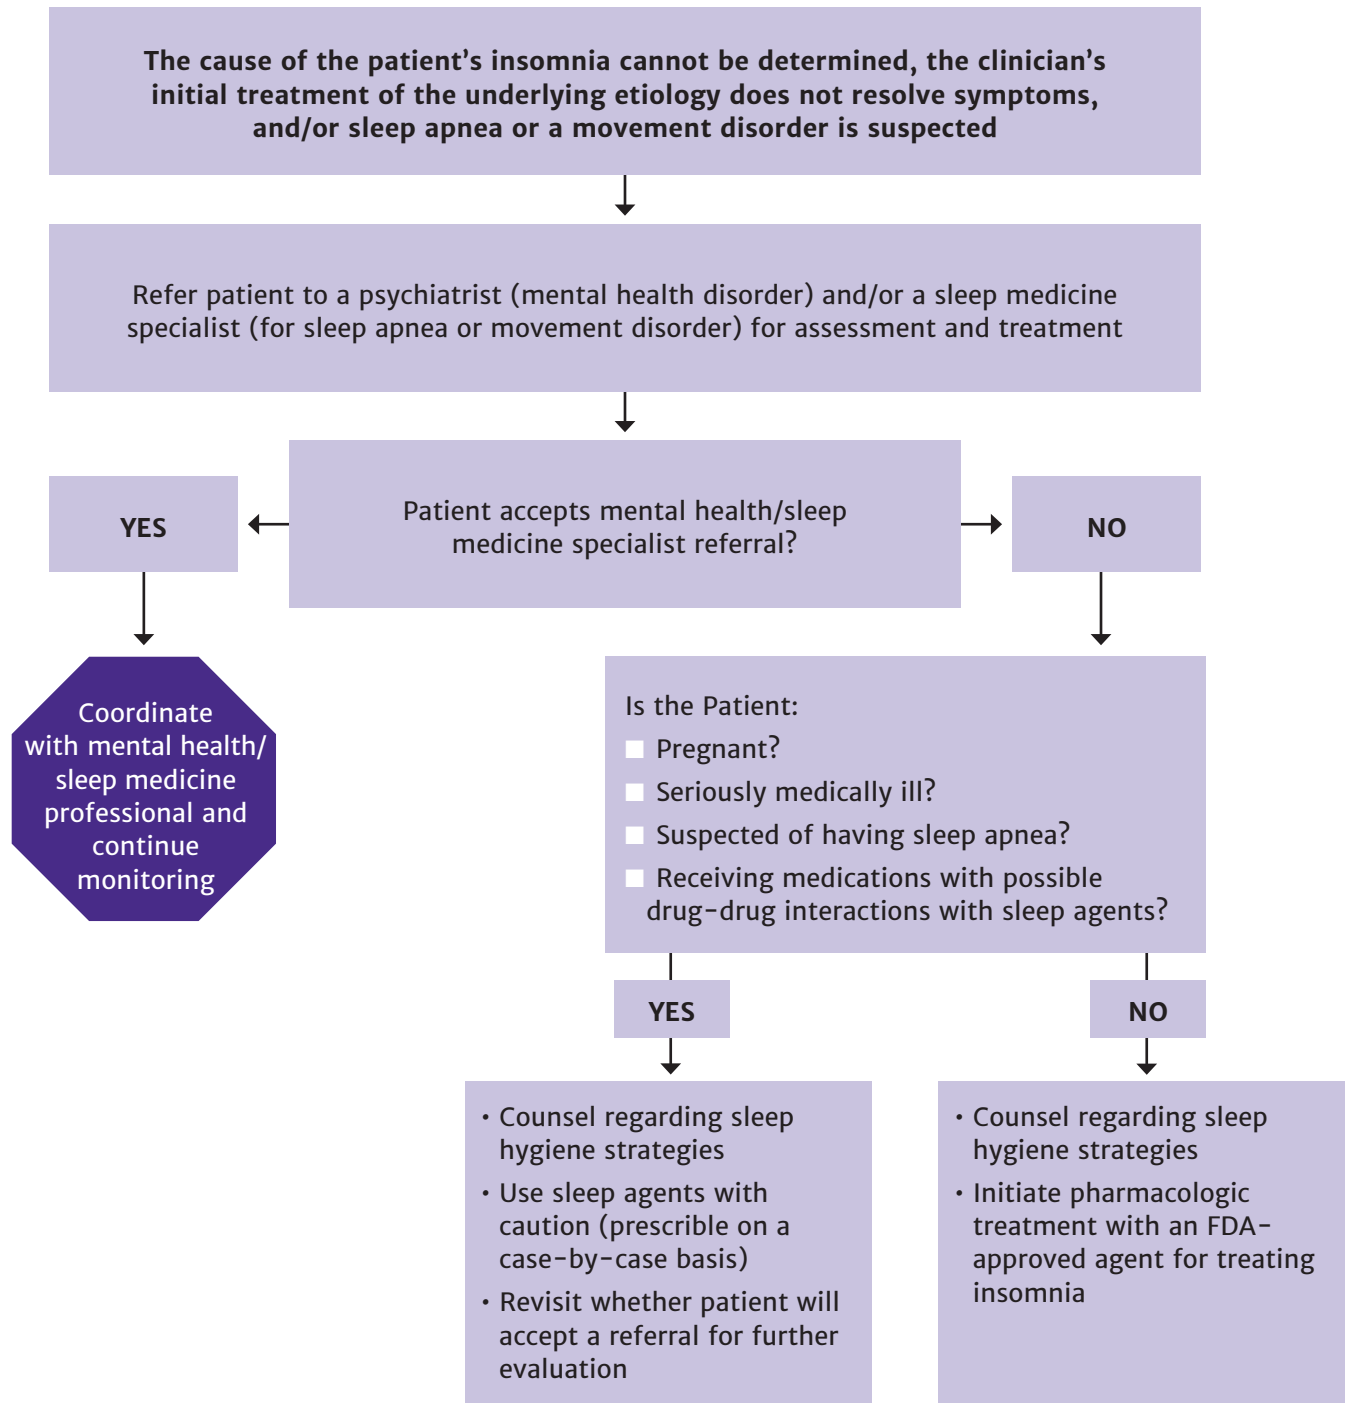 The cause of the patient’s insomnia cannot be determined, the clinician’s
initial treatment of the underlying etiology does not resolve symptoms,
and/or sleep apnea or a movement disorder is suspected
Refer patient to a psychiatrist (mental health disorder) and/or a sleep medicine
specialist (for sleep apnea or movement disorder) for assessment and treatment
YES
Patient accepts mental health/sleep
medicine specialist referral?
NO
Coordinate
with mental health/
sleep medicine
professional and
continue
monitoring
Is the Patient:
Pregnant?
Seriously medically ill?
Suspected of having sleep apnea?
Receiving medications with possible
drug-drug interactions with sleep agents?
YES
NO
• Counsel regarding sleep
hygiene strategies
• Use sleep agents with
caution (prescrible on a
case-by-case basis)
• Revisit whether patient will
accept a referral for further
evaluation
• Counsel regarding sleep
hygiene strategies
• Initiate pharmacologic
treatment with an FDA-
approved agent for treating
insomnia